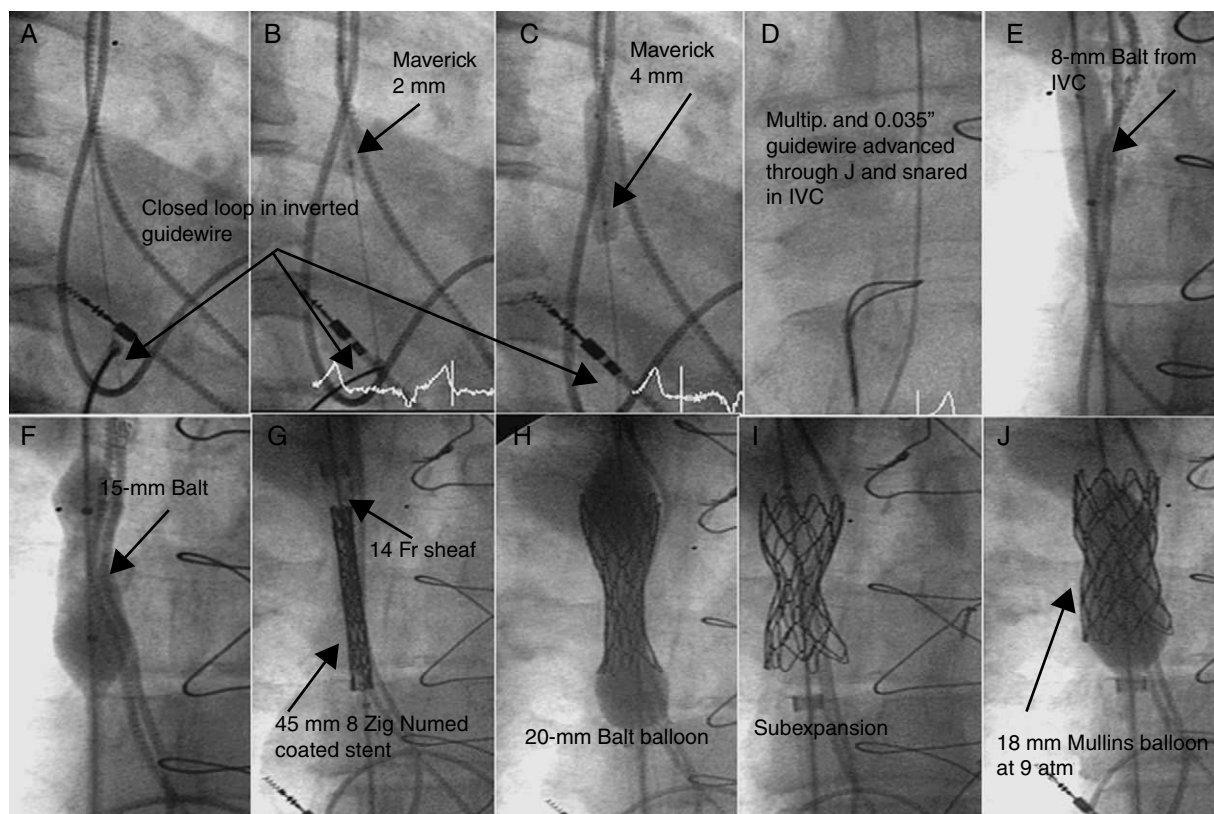 A
B
Maverick
2 mm
C
Maverick
4 mm
D
Multip. and 0.035”
guidewire advanced
through J and snared
in IVC
E
8-mm Balt from
IVC
Closed loop in inverted
guidewire
F
15-mm Balt
G
14 Fr sheaf
45 mm 8 Zig Numed
coated stent
H
20-mm Balt balloon
I
Subexpansion
J
18 mm Mullins balloon
at 9 atm